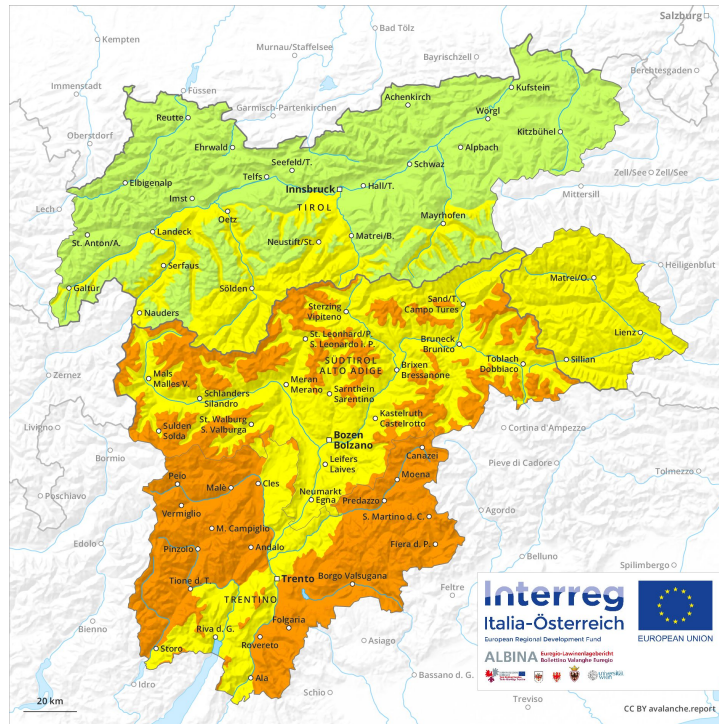 Salzburg
Bad Tölz
Kempten
Murnau/Staffelsee
Bayrischzell
Berchtesgaden
Immenstadt
Füssen
Kufstein
Garmisch-Partenkirchen
Achenkirch
Reutte
Wörgl
Oberstdorf
Ehrwald
Kitzbühel
Seefeld/T.
Alpbach
Schwaz
Telfs
Zell/See
Zell/See
Elbigenalp
Innsbruck
Hall/T.
Imst
Mittersill
TIROL
Lech
Oetz
Mayrhofen
St. Anton/A.
Landeck
Neustift/St.
Matrei/B.
Serfaus
Heiligenblut
Galtür
Sölden
Matrei/O.
Nauders
Sterzing
Vipiteno
Sand/T.
Campo Tures
Lienz
St. Leonhard/P.
S. Leonardo i. P.
Bruneck
Brunico
SÜDTIROL
ALTO ADIGE
Toblach
Dobbiaco
Sillian
Zernez
Mals
Malles V.
Meran
Merano
Brixen
Bressanone
Schlanders
Silandro
Sarnthein
Sarentino
St. Walburg
S. Valburga
Kastelruth
Castelrotto
Livigno
Sulden
Solda
Cortina d'Ampezzo
Bozen
Bolzano
Bormio
Canazei
Leifers
Laives
Pieve di Cadore
Peio
Moena
Tolmezzo
Malè
Cles
Poschiavo
Neumarkt
Egna
Predazzo
Vermiglio
Agordo
S. Martino d. C.
M. Campiglio
Edolo
Pinzolo
Andalo
Fiera d. P.
Belluno
Spilimbergo
Trento
Tione d. T.
Borgo Valsugana
Feltre
TRENTINO
Bienno
Folgaria
Riva d. G.
Rovereto
Asiago
Storo
Ala
Bassano d. G.
Idro
Schio
Treviso
20 km
Interreg
Italia-Österreich
European Regional Development Fund
EUROPEAN UNION
ALBINA
Euregio-Lawinenlagebericht
Bollettino Valanghe Euregio
universität
wien
CC BY avalanche.report